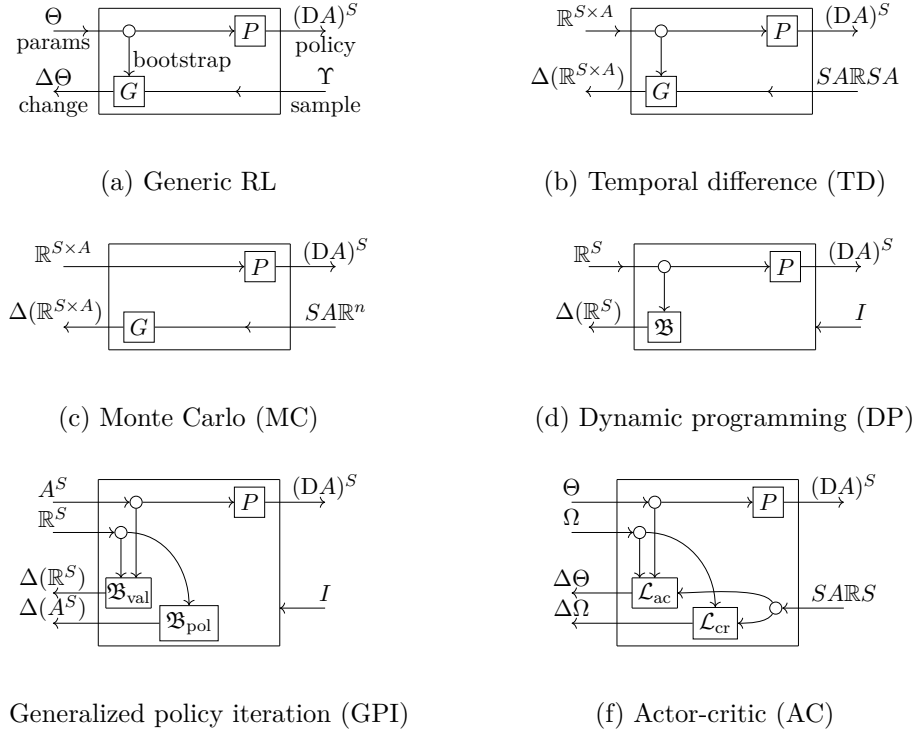 Θ
params
P
(DA)^S
policy
bootstrap
ΔΘ
change
G
Υ
sample
(a) Generic RL
ℝ^{S×A}
P
(DA)^S
Δ(ℝ^{S×A})
G
SAℝSA
(b) Temporal difference (TD)
ℝ^{S×A}
P
(DA)^S
Δ(ℝ^{S×A})
G
SAℝ^n
(c) Monte Carlo (MC)
ℝ^S
P
(DA)^S
Δ(ℝ^S)
𝔅
I
(d) Dynamic programming (DP)
A^S
P
(DA)^S
ℝ^S
Δ(ℝ^S)
𝔅_val
I
Δ(A^S)
𝔅_pol
Generalized policy iteration (GPI)
Θ
P
(DA)^S
Ω
ΔΘ
ℒ_ac
SAℝS
ΔΩ
ℒ_cr
(f) Actor-critic (AC)